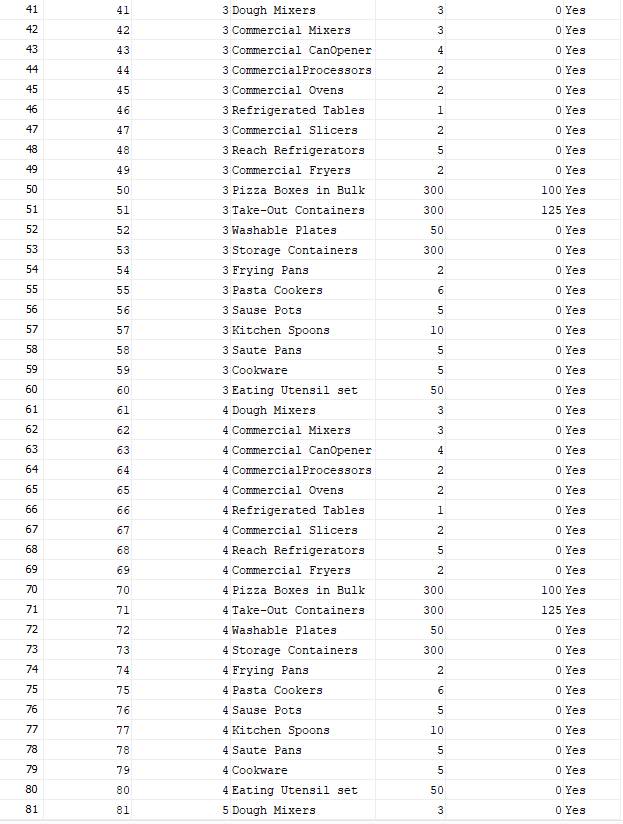 41 41 3 Dough Mixers 3 0 Yes
42 42 3 Commercial Mixers 3 0 Yes
43 43 3 Commercial CanOpener 4 0 Yes
44 44 3 CommercialProcessors 2 0 Yes
45 45 3 Commercial Ovens 2 0 Yes
46 46 3 Refrigerated Tables 1 0 Yes
47 47 3 Commercial Slicers 2 0 Yes
48 48 3 Reach Refrigerators 5 0 Yes
49 49 3 Commercial Fryers 2 0 Yes
50 50 3 Pizza Boxes in Bulk 300 100 Yes
51 51 3 Take-Out Containers 300 125 Yes
52 52 3 Washable Plates 50 0 Yes
53 53 3 Storage Containers 300 0 Yes
54 54 3 Frying Pans 2 0 Yes
55 55 3 Pasta Cookers 6 0 Yes
56 56 3 Sause Pots 5 0 Yes
57 57 3 Kitchen Spoons 10 0 Yes
58 58 3 Saute Pans 5 0 Yes
59 59 3 Cookware 5 0 Yes
60 60 3 Eating Utensil set 50 0 Yes
61 61 4 Dough Mixers 3 0 Yes
62 62 4 Commercial Mixers 3 0 Yes
63 63 4 Commercial CanOpener 4 0 Yes
64 64 4 CommercialProcessors 2 0 Yes
65 65 4 Commercial Ovens 2 0 Yes
66 66 4 Refrigerated Tables 1 0 Yes
67 67 4 Commercial Slicers 2 0 Yes
68 68 4 Reach Refrigerators 5 0 Yes
69 69 4 Commercial Fryers 2 0 Yes
70 70 4 Pizza Boxes in Bulk 300 100 Yes
71 71 4 Take-Out Containers 300 125 Yes
72 72 4 Washable Plates 50 0 Yes
73 73 4 Storage Containers 300 0 Yes
74 74 4 Frying Pans 2 0 Yes
75 75 4 Pasta Cookers 6 0 Yes
76 76 4 Sause Pots 5 0 Yes
77 77 4 Kitchen Spoons 10 0 Yes
78 78 4 Saute Pans 5 0 Yes
79 79 4 Cookware 5 0 Yes
80 80 4 Eating Utensil set 50 0 Yes
81 81 5 Dough Mixers 3 0 Yes